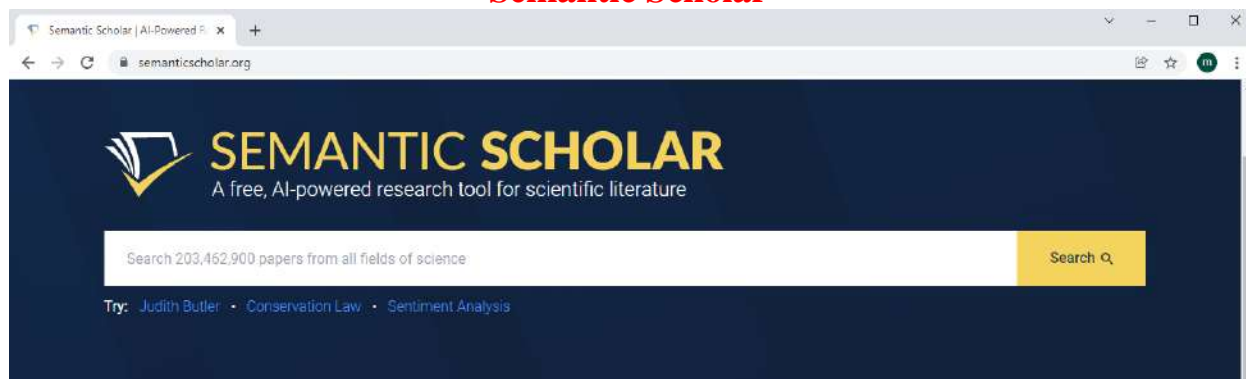 Semantic Scholar
Semantic Scholar | AI-Powered R
semanticscholar.org
m
SEMANTIC SCHOLAR
A free, AI-powered research tool for scientific literature
Search 203,462,900 papers from all fields of science
Search
Try: Judith Butler • Conservation Law • Sentiment Analysis